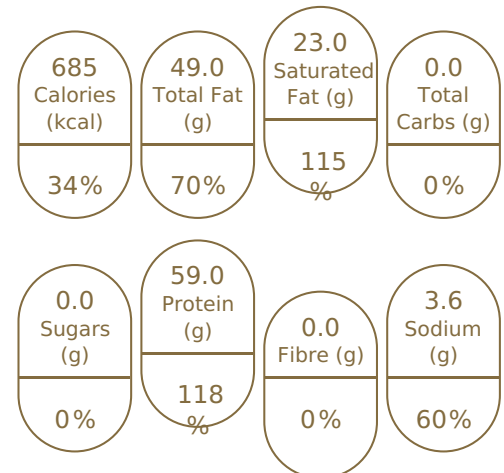 685
Calories
(kcal)
34%
49.0
Total Fat
(g)
70%
23.0
Saturated
Fat (g)
115
%
0.0
Total
Carbs (g)
0%
0.0
Sugars
(g)
0%
59.0
Protein
(g)
118
%
0.0
Fibre (g)
0%
3.6
Sodium
(g)
60%